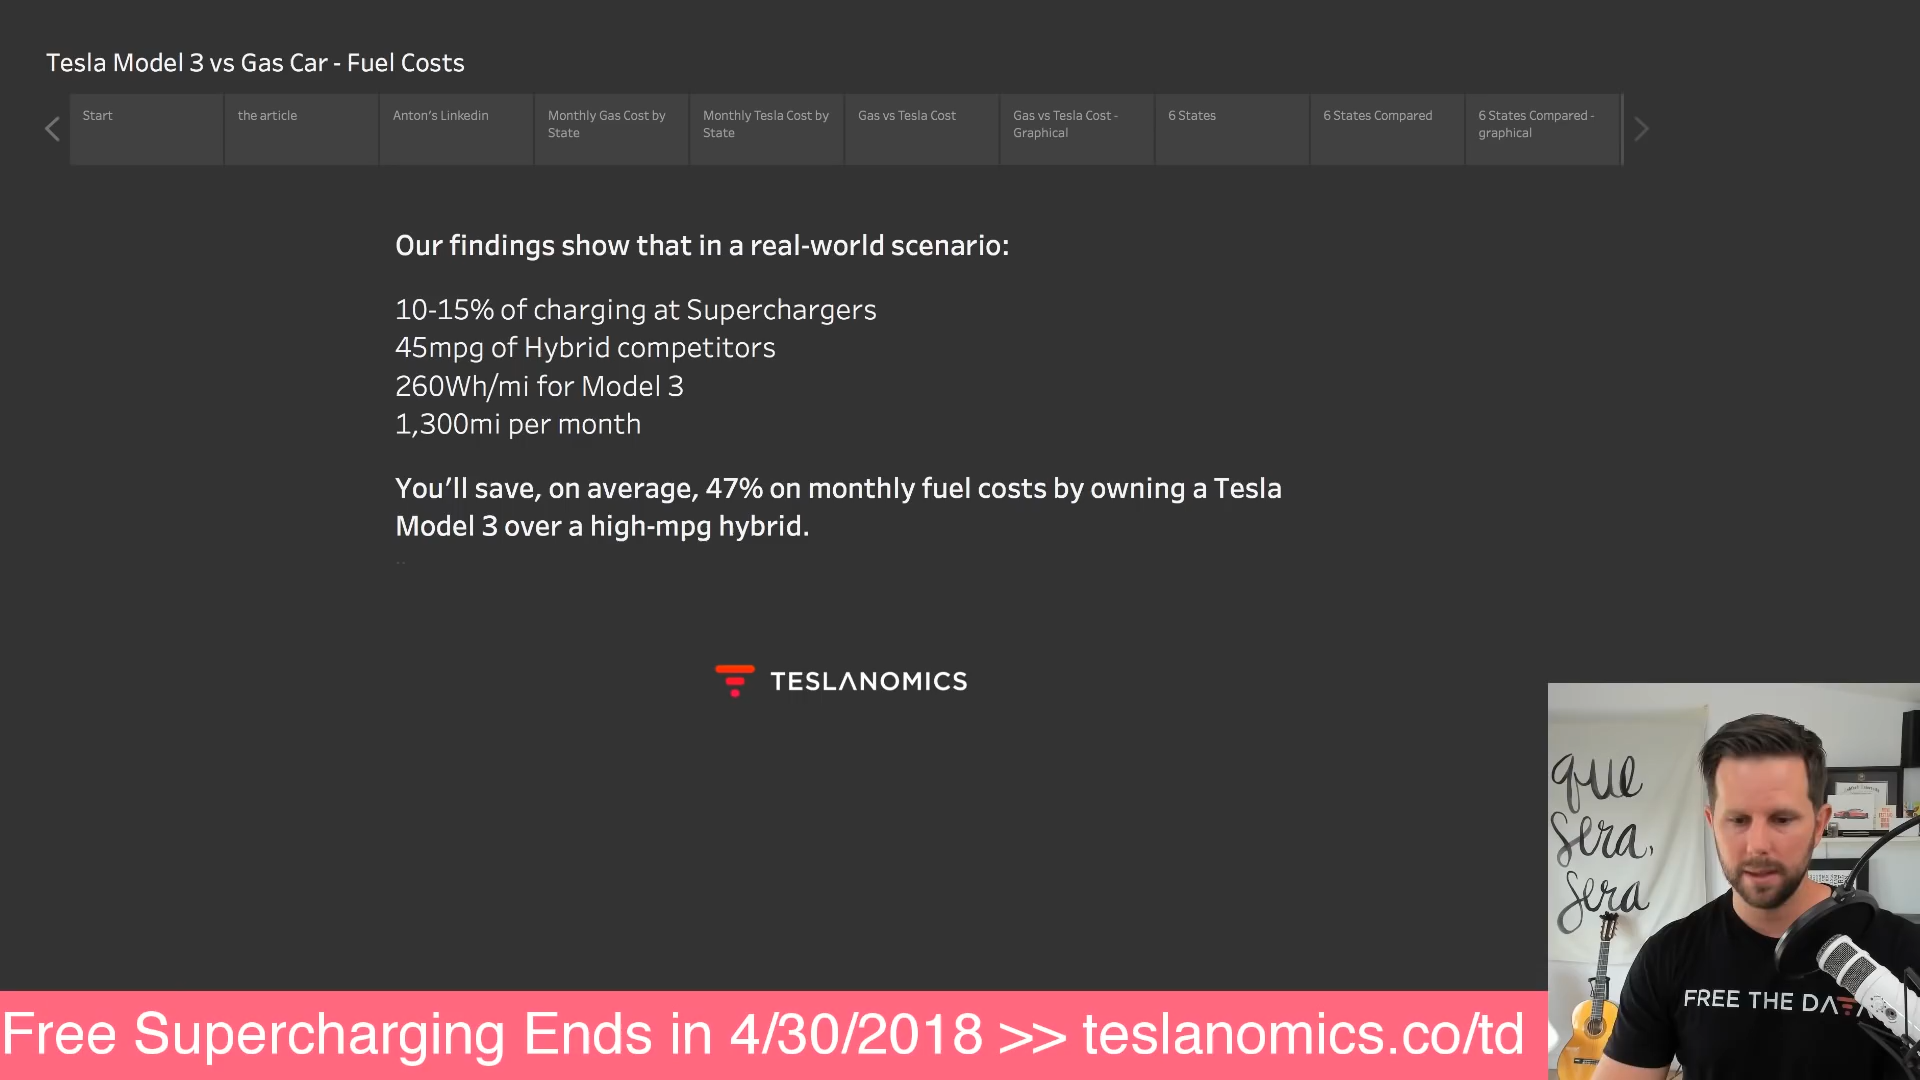 Tesla Model 3 vs Gas Car - Fuel Costs
Start
the article
Anton's Linkedin
Monthly Gas Cost by
State
Monthly Tesla Cost by
State
Gas vs Tesla Cost
Gas vs Tesla Cost -
Graphical
6 States
6 States Compared
6 States Compared -
graphical
Our findings show that in a real-world scenario:
10-15% of charging at Superchargers
45mpg of Hybrid competitors
260Wh/mi for Model 3
1,300mi per month
You'll save, on average, 47% on monthly fuel costs by owning a Tesla
Model 3 over a high-mpg hybrid.
TESLANOMICS
que
sera,
sera
FREE THE DATA
Free Supercharging Ends in 4/30/2018 >> teslanomics.co/td